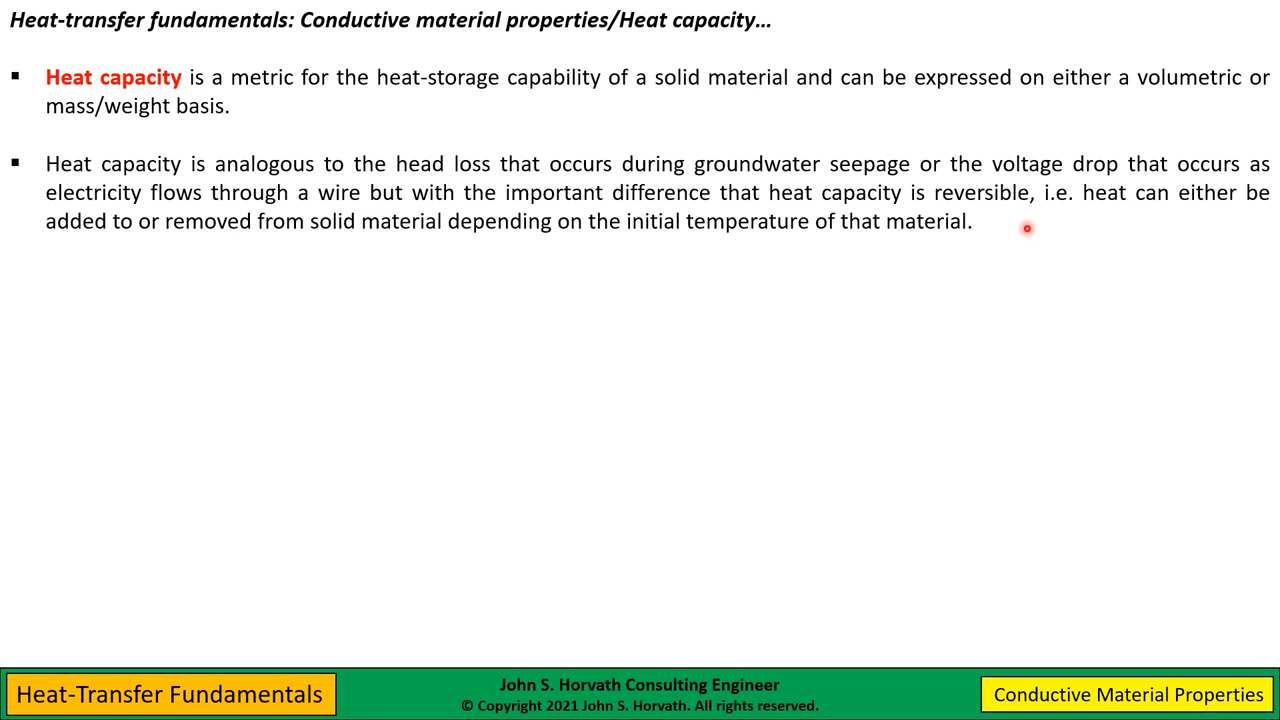 Heat-transfer fundamentals: Conductive material properties/Heat capacity…
▪ Heat capacity is a metric for the heat-storage capability of a solid material and can be expressed on either a volumetric or
mass/weight basis.
▪ Heat capacity is analogous to the head loss that occurs during groundwater seepage or the voltage drop that occurs as
electricity flows through a wire but with the important difference that heat capacity is reversible, i.e. heat can either be
added to or removed from solid material depending on the initial temperature of that material.
Heat-Transfer Fundamentals
John S. Horvath Consulting Engineer
© Copyright 2021 John S. Horvath. All rights reserved.
Conductive Material Properties